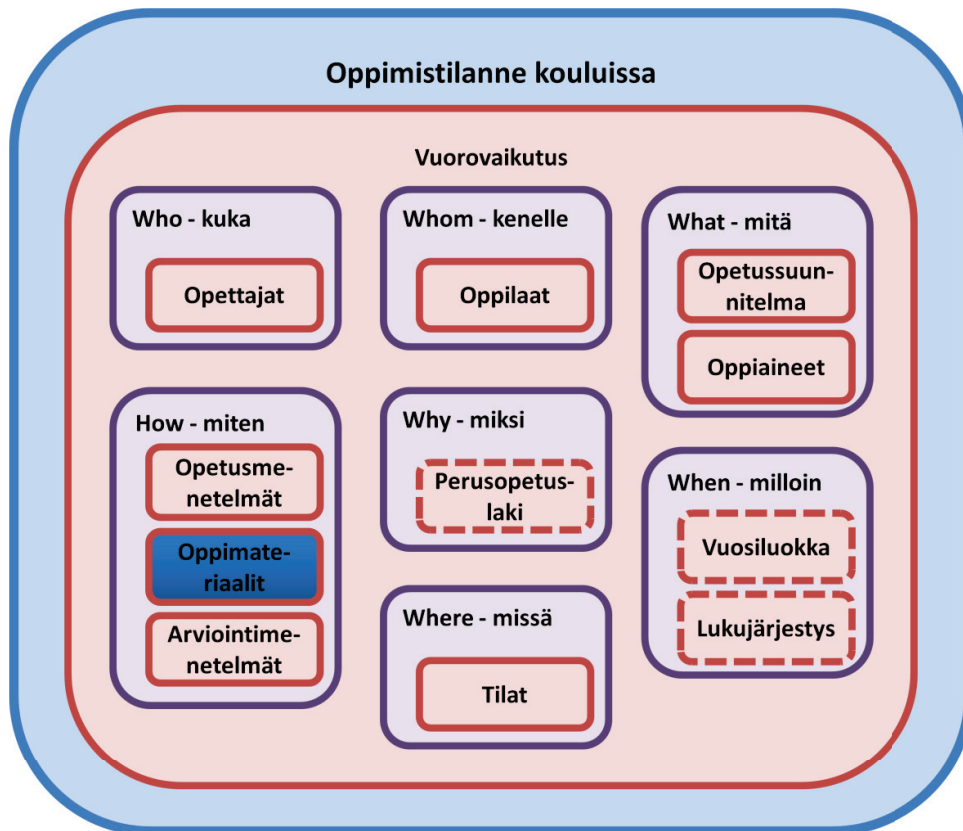 Oppimistilanne kouluissa
Vuorovaikutus
Who - kuka
Opettajat
Whom - kenelle
Oppilaat
What - mitä
Opetussuun-
nitelma
Oppiaineet
How - miten
Opetusme-
netelmät
Oppimate-
riaalit
Arviointime-
netelmät
Why - miksi
Perusopetus-
laki
Where - missä
Tilat
When - milloin
Vuosiluokka
Lukujärjestys